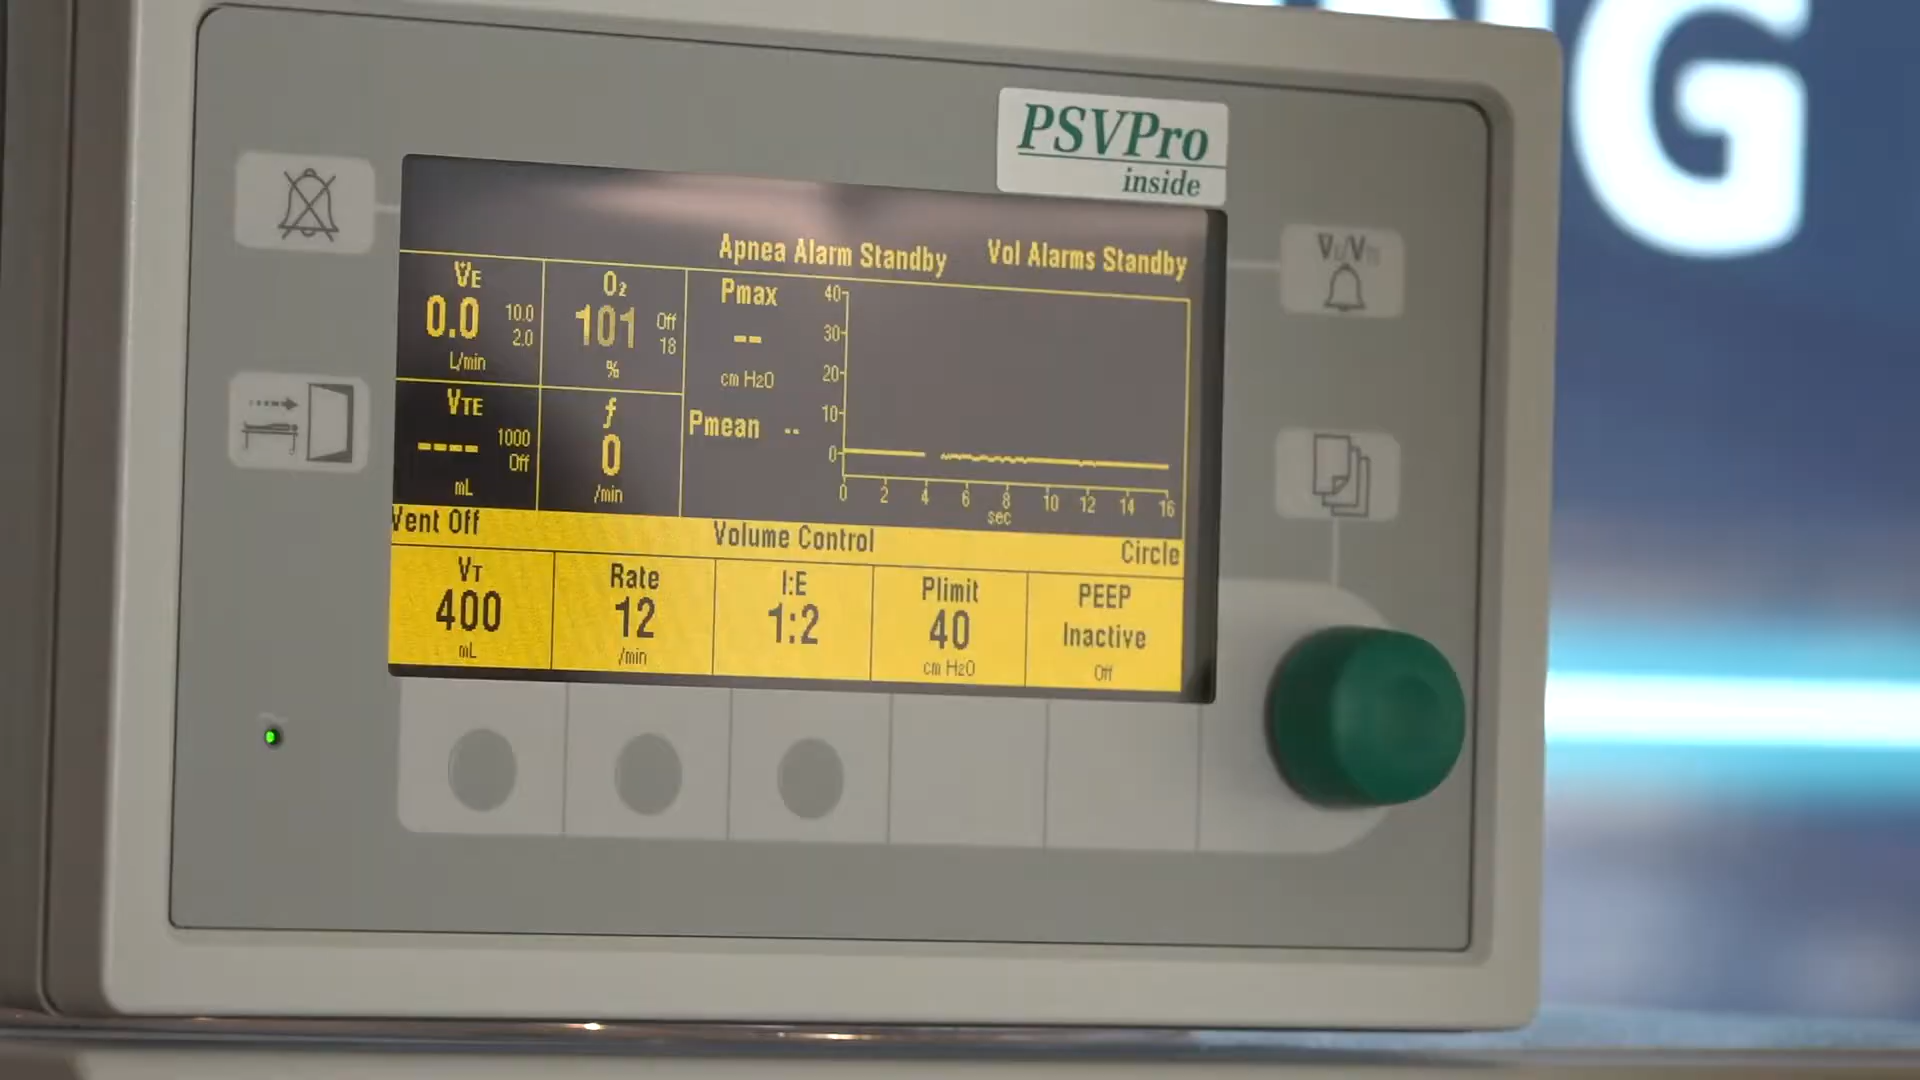 NG
PSVPro
inside
Apnea Alarm Standby Vol Alarms Standby
V̇E
0.0 10.0 2.0
L/min
O₂
101 Off 18
%
VTE
---- 1000 Off
mL
f
0
/min
Pmax
--
cm H₂O
Pmean --
40
30
20
10
0
0 2 4 6 8 10 12 14 16
sec
Vent Off Volume Control Circle
VT
400
mL
Rate
12
/min
I:E
1:2
Plimit
40
cm H₂O
PEEP
Inactive
Off